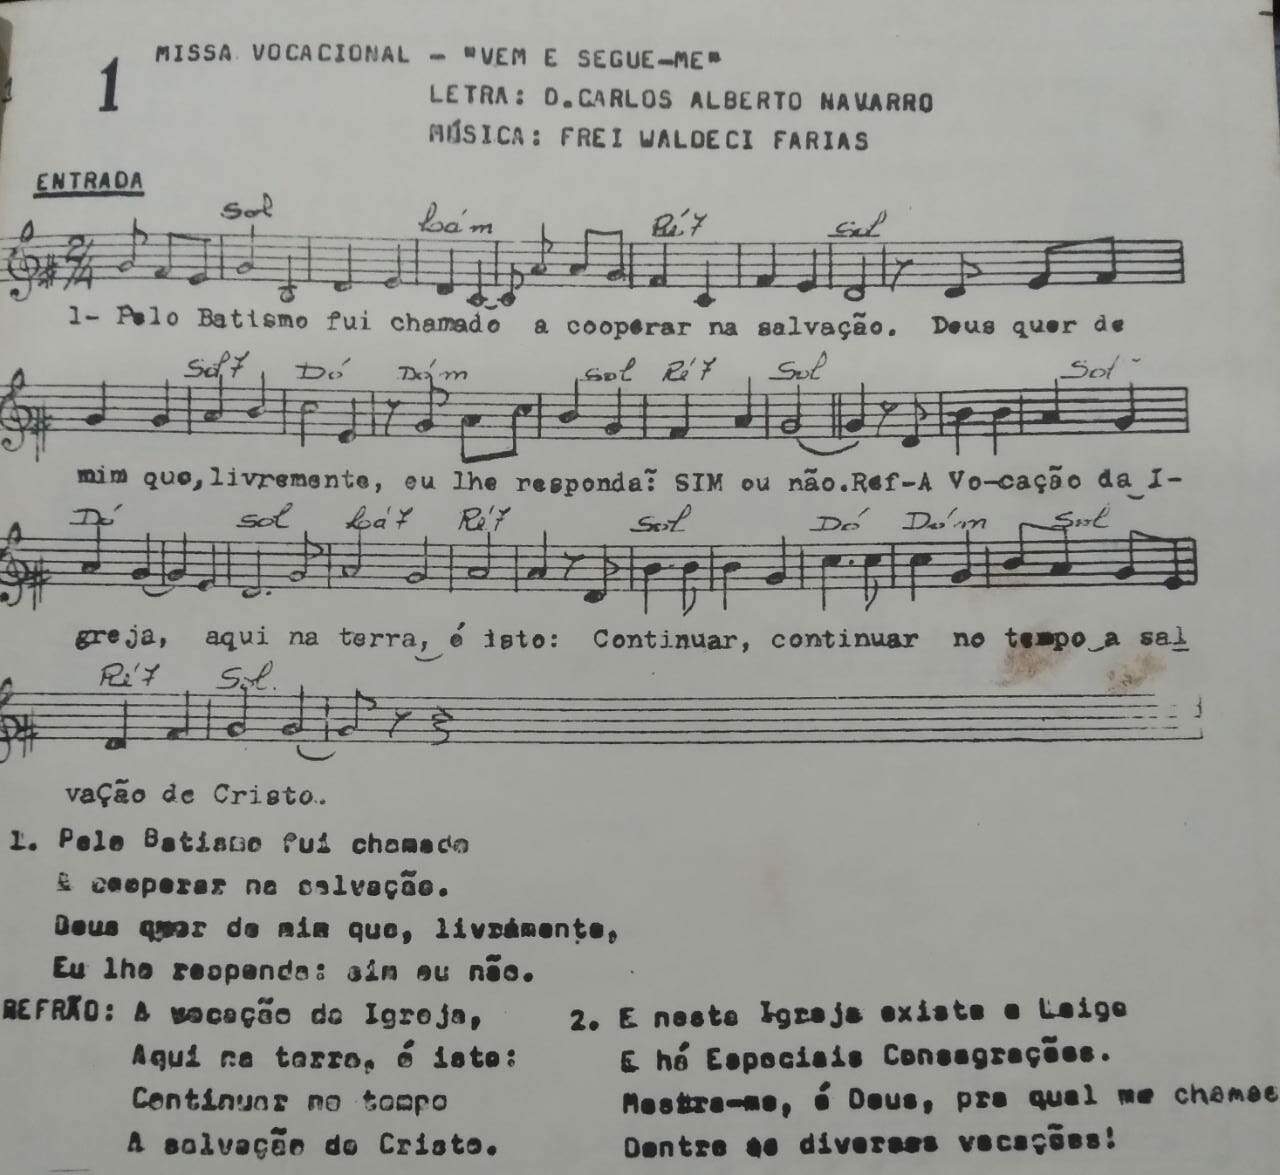 1
MISSA VOCACIONAL - "VEM E SEGUE-ME"
LETRA: D.CARLOS ALBERTO NAVARRO
MÚSICA: FREI WALDECI FARIAS
ENTRADA
Sol Lám Ré7 Sol
2/4
1- Pelo Batismo fui chamado a cooperar na salvação. Deus quer de
Sol7 Dó Dóm Sol Ré7 Sol Sol
mim que, livremente, eu lhe responda: SIM ou não. Ref-A Vo-cação da I-
Dó Sol Lá7 Ré7 Sol Dó Dóm Sol
greja, aqui na terra, é isto: Continuar, continuar no tempo a sal
Ré7 Sol.
vação de Cristo.
1. Pelo Batismo fui chamado
A cooperar na salvação.
Deus quer de mim que, livremente,
Eu lhe responda: sim ou não.
REFRÃO: A vocação da Igreja,
Aqui na terra, é isto:
Continuar no tempo
A salvação de Cristo.
2. E nesta Igreja existe o Leigo
E há Especiais Consagrações.
Mostra-me, ó Deus, pra qual me chamas
Dentre as diversas vocações!